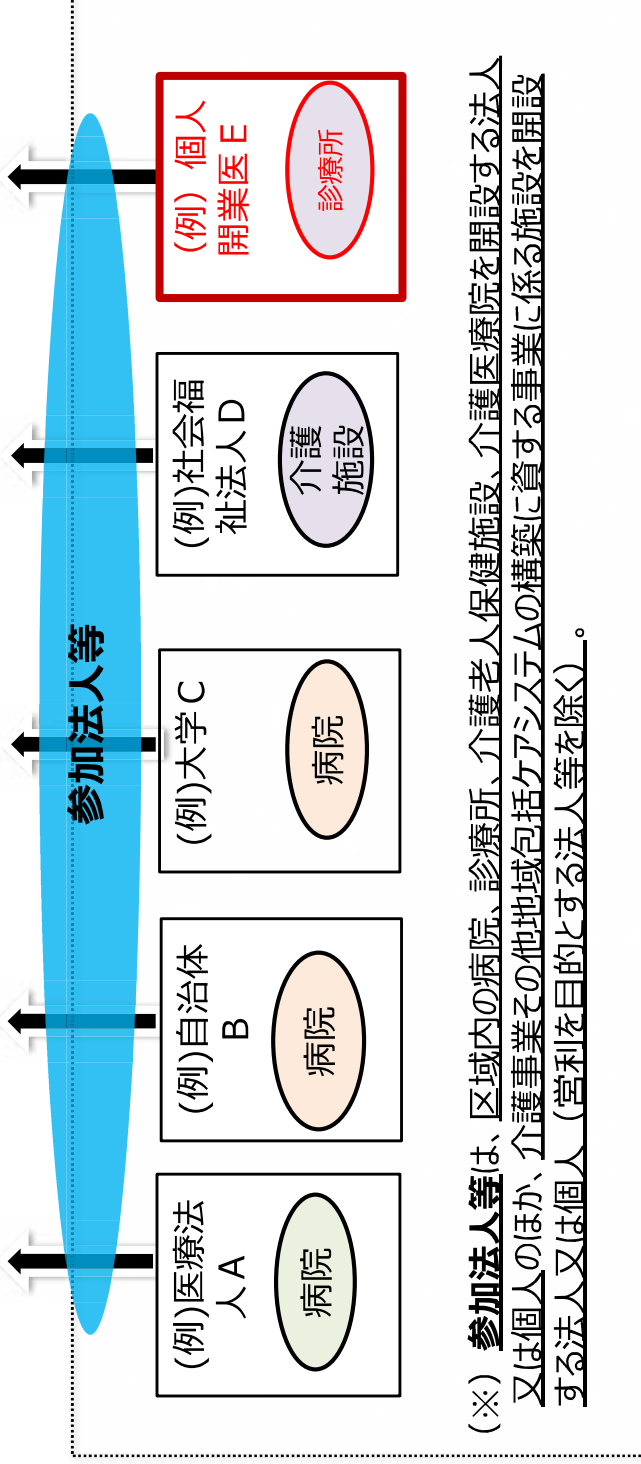 参加法人等
(例)医療法
人A
病院
(例)自治体
B
病院
(例)大学C
病院
(例)社会福
祉法人D
介護
施設
(例) 個人
開業医E
診療所
(※) 参加法人等は、区域内の病院、診療所、介護老人保健施設、介護医療院を開設する法人
又は個人のほか、介護事業その他地域包括ケアシステムの構築に資する事業に係る施設を開設
する法人又は個人(営利を目的とする法人等を除く)。